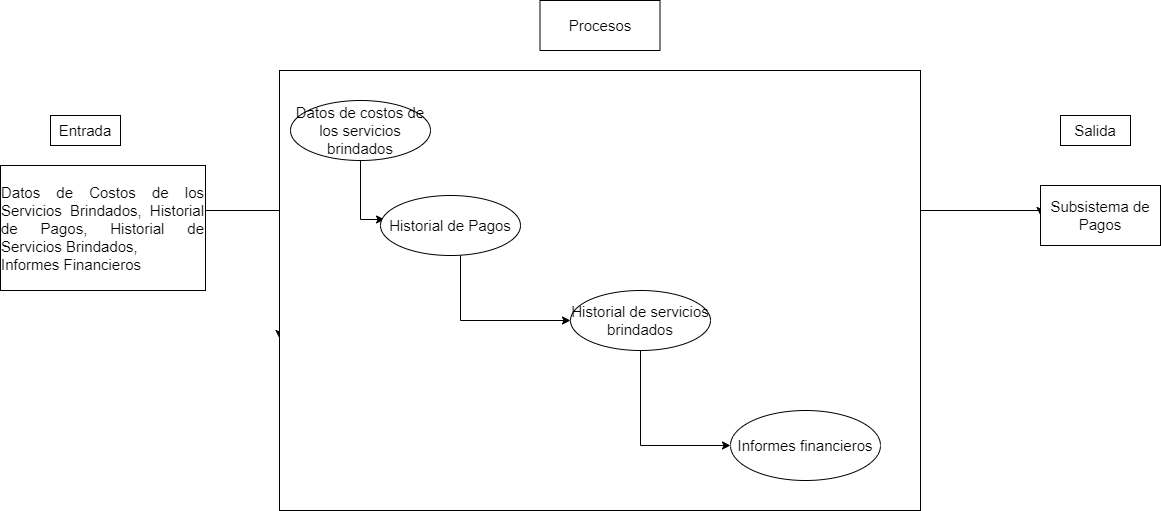 Procesos
Entrada
Datos de Costos de los
Servicios Brindados, Historial
de Pagos, Historial de
Servicios Brindados,
Informes Financieros
Datos de costos de
los servicios
brindados
Historial de Pagos
Historial de servicios
brindados
Informes financieros
Salida
Subsistema de
Pagos